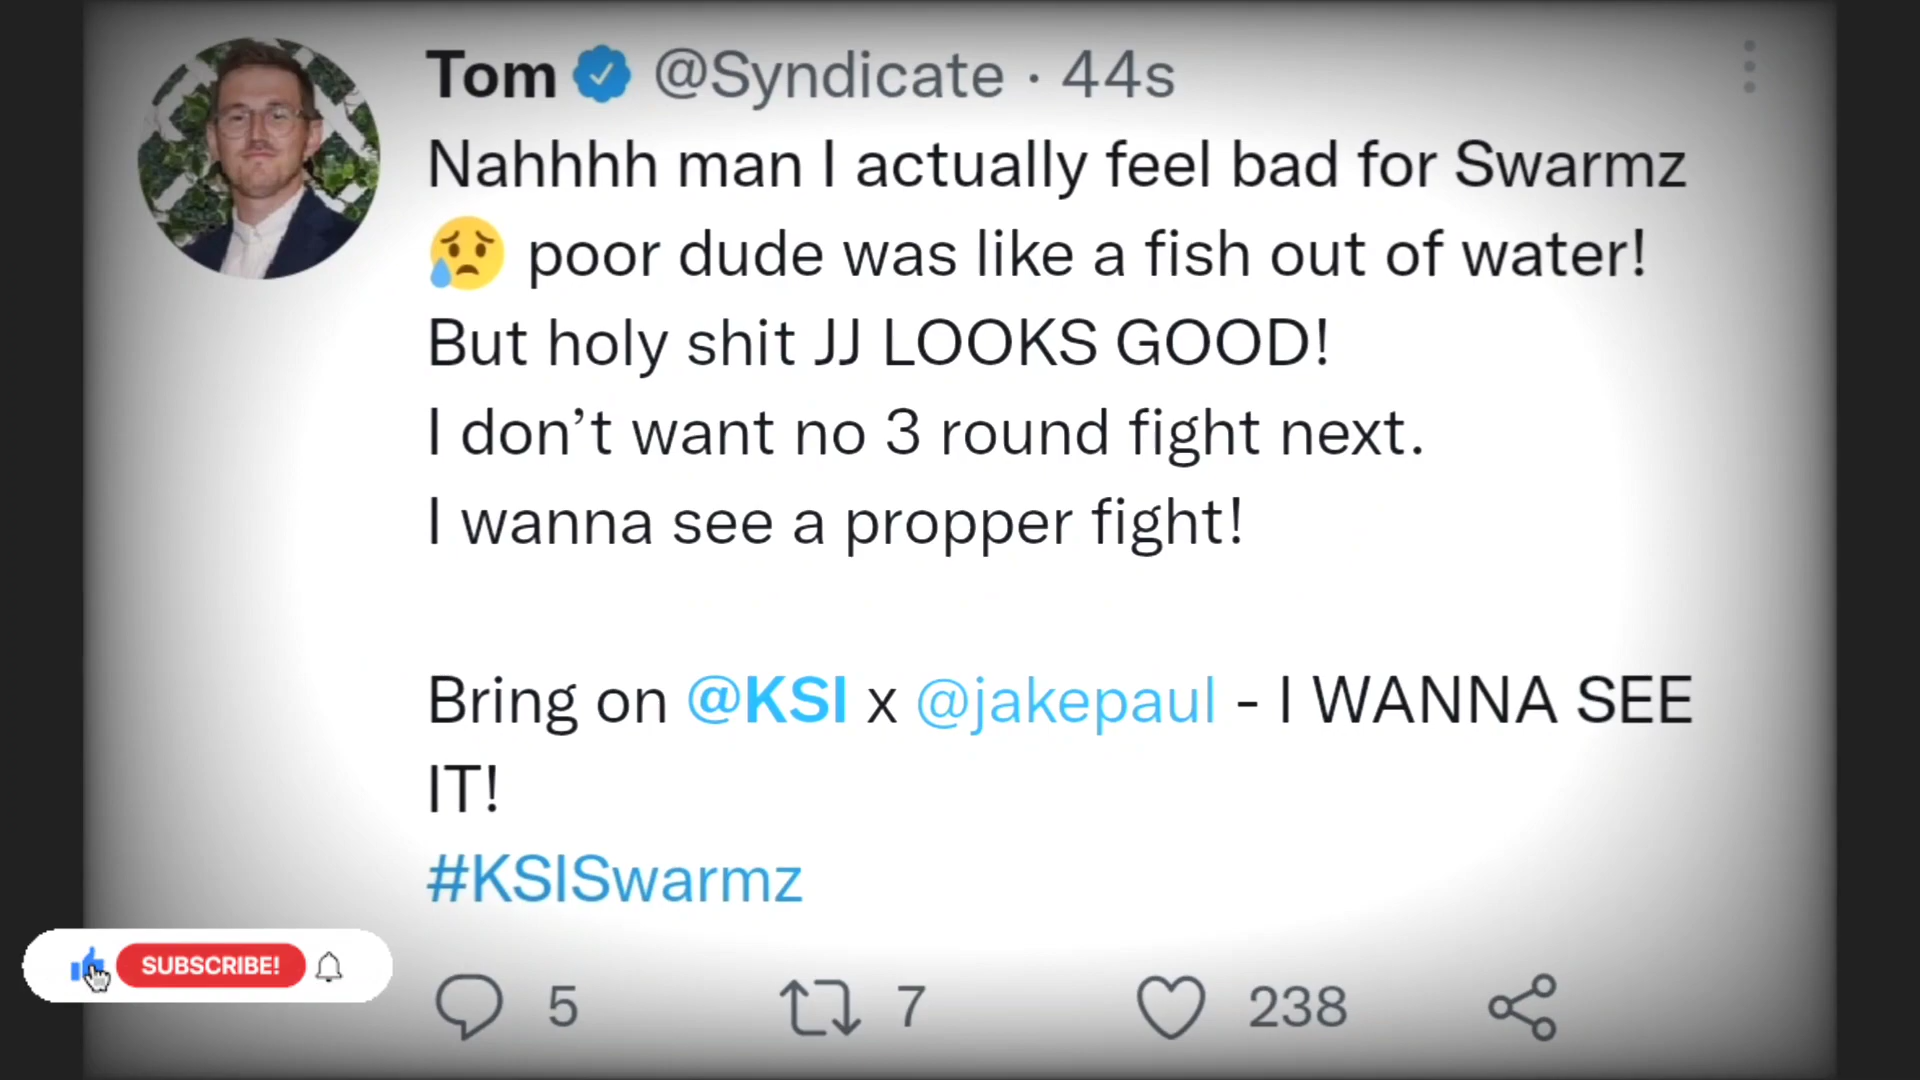 Tom @Syndicate · 44s
Nahhhh man I actually feel bad for Swarmz
😥 poor dude was like a fish out of water!
But holy shit JJ LOOKS GOOD!
I don’t want no 3 round fight next.
I wanna see a propper fight!
Bring on @KSI x @jakepaul - I WANNA SEE
IT!
#KSISwarmz
SUBSCRIBE!
5 7 238